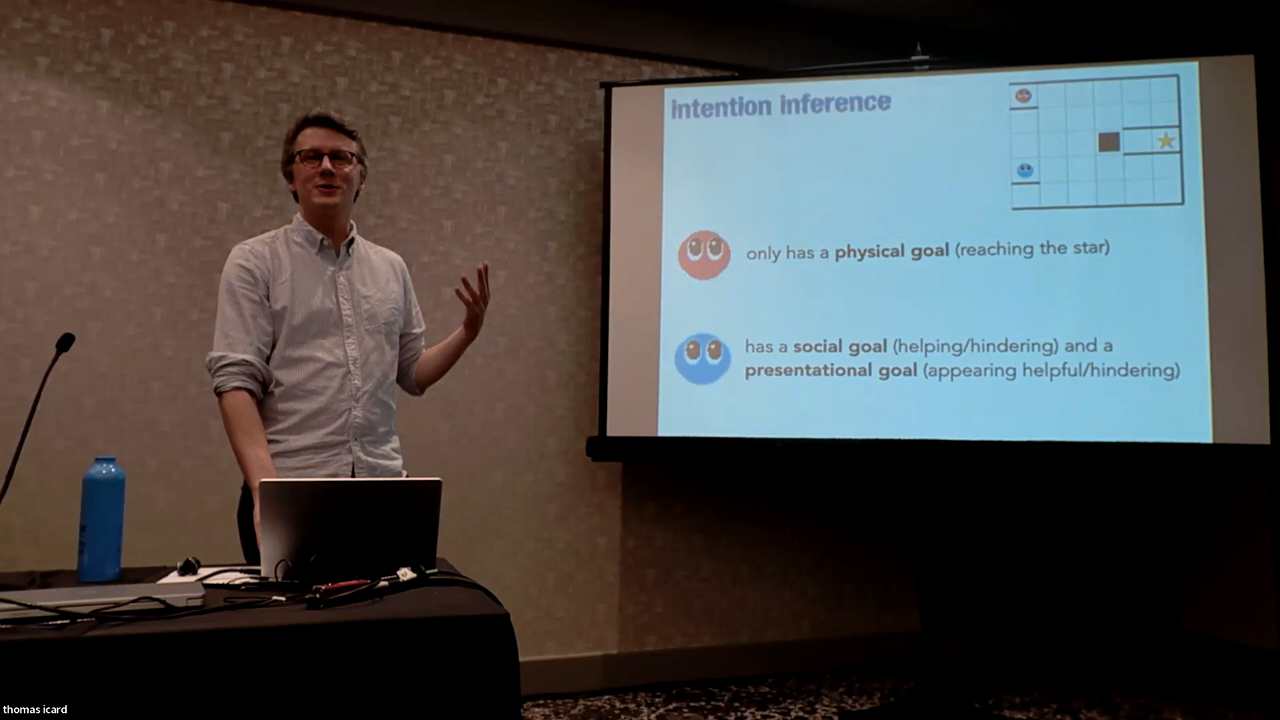 intention inference
only has a physical goal (reaching the star)
has a social goal (helping/hindering) and a
presentational goal (appearing helpful/hindering)
thomas icard